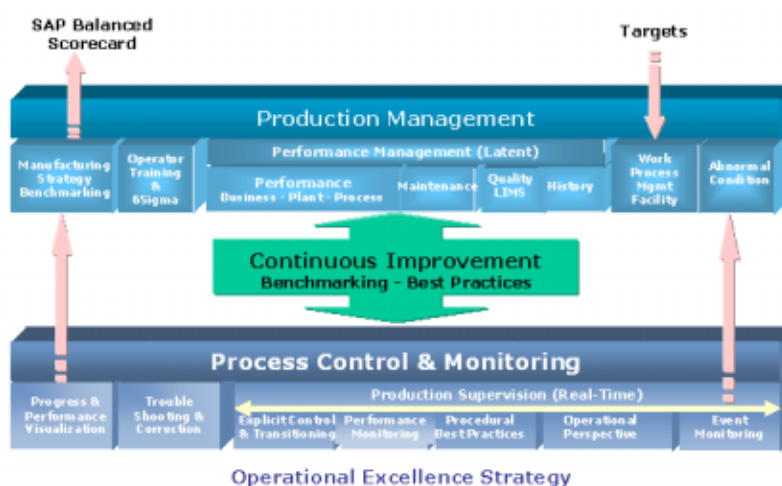 SAP Balanced
Scorecard
Targets
Production Management
Manufacturing
Strategy
Benchmarking
Operator
Training
&
6Sigma
Performance Management (Latent)
Performance
Business - Plant - Process
Maintenance
Quality
LIMS
History
Work
Process
Mgmt
Facility
Abnormal
Condition
Continuous Improvement
Benchmarking - Best Practices
Process Control & Monitoring
Progress &
Performance
Visualization
Trouble
Shooting &
Correction
Production Supervision (Real-Time)
Explicit Control
& Transitioning
Performance
Monitoring
Procedural
Best Practices
Operational
Perspective
Event
Monitoring
Operational Excellence Strategy